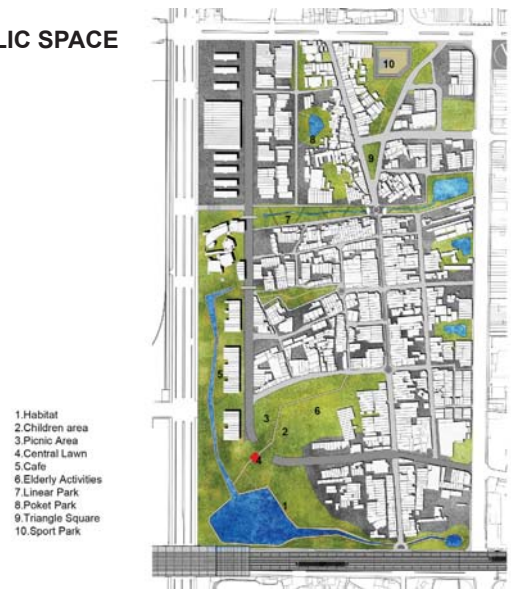 LIC SPACE
10
8
9
7
5
6
3
2
4
1
1.Habitat
2.Children area
3.Picnic Area
4.Central Lawn
5.Cafe
6.Elderly Activities
7.Linear Park
8.Poket Park
9.Triangle Square
10.Sport Park